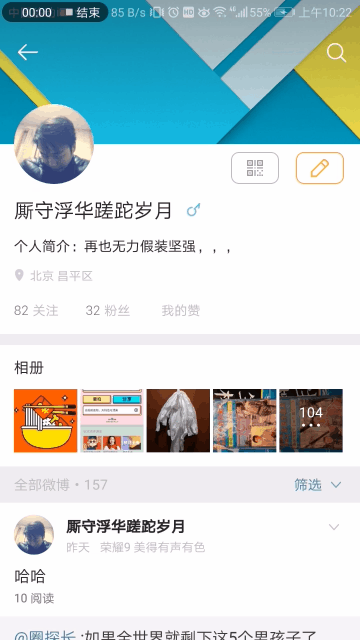 00:00 结束 85 B/s HD 4G 55% 上午10:22
厮守浮华蹉跎岁月
个人简介：再也无力假装坚强，，，
北京 昌平区
82 关注 32 粉丝 我的赞
相册
104
全部微博 · 157 筛选
厮守浮华蹉跎岁月
昨天 荣耀9 美得有声有色
哈哈
10 阅读
@圈探长 :如果全世界就剩下这5个男孩子了